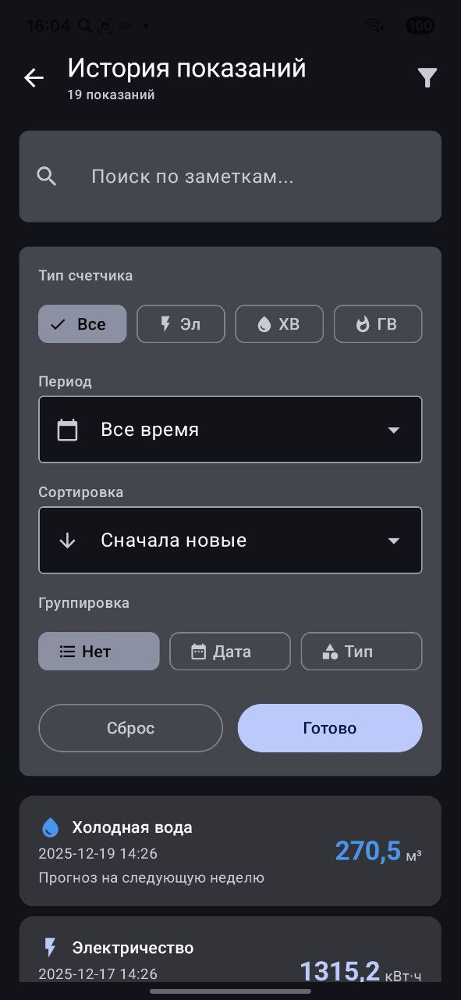 16:04
100
История показаний
19 показаний
Поиск по заметкам...
Тип счетчика
Все
Эл
ХВ
ГВ
Период
Все время
Сортировка
Сначала новые
Группировка
Нет
Дата
Тип
Сброс
Готово
Холодная вода
2025-12-19 14:26
270,5 м³
Прогноз на следующую неделю
Электричество
2025-12-17 14:26
1315,2 кВт·ч